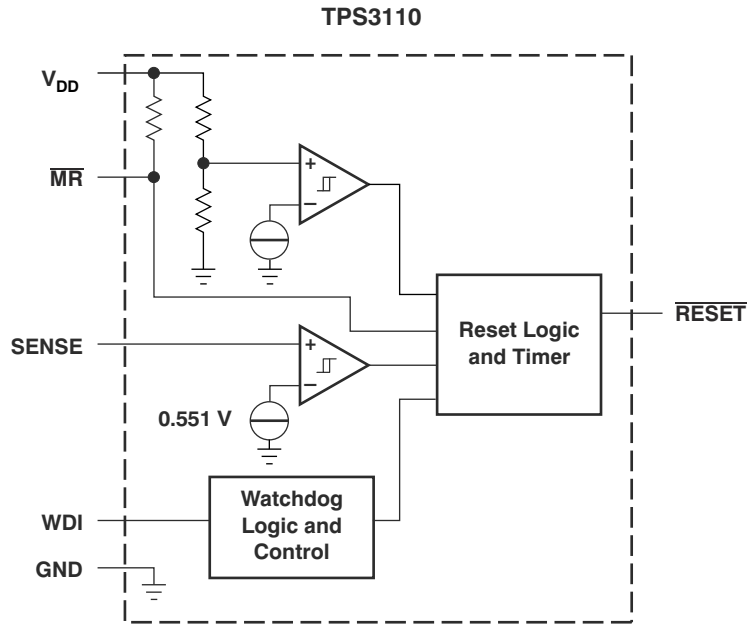 TPS3110
VDD
MR
SENSE
0.551 V
WDI
GND
+
−
+
−
Reset Logic
and Timer
RESET
Watchdog
Logic and
Control